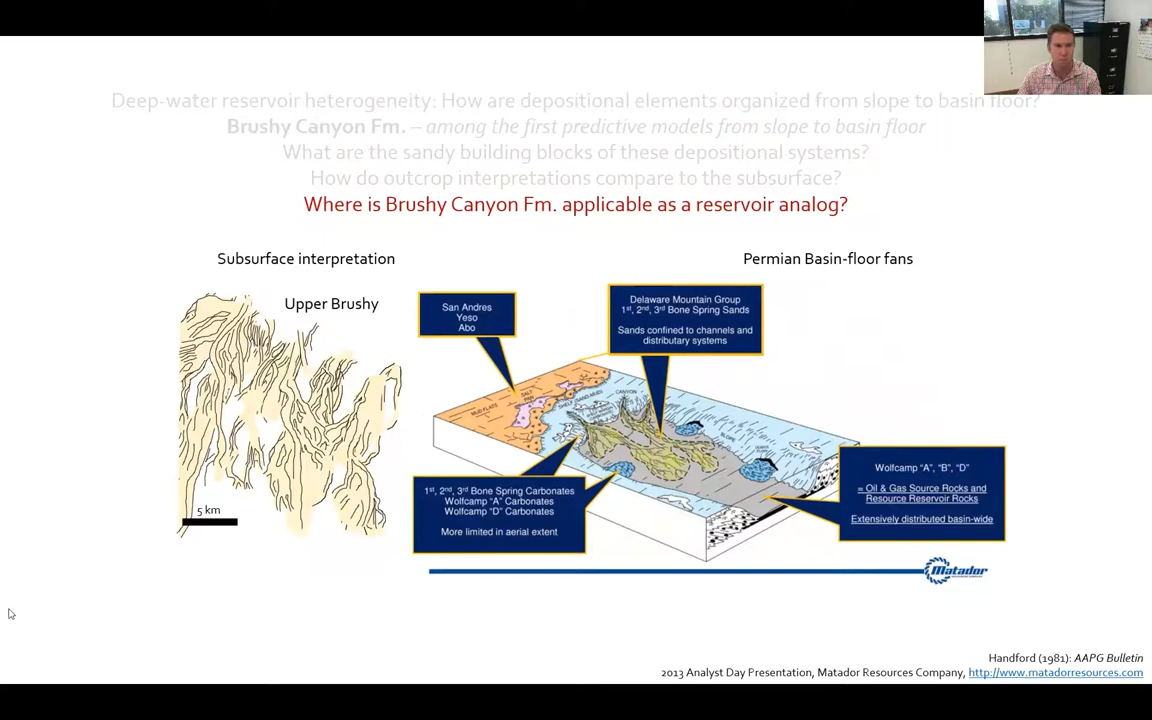 Deep-water reservoir heterogeneity: How are depositional elements organized from slope to basin floor?
Brushy Canyon Fm. – among the first predictive models from slope to basin floor
What are the sandy building blocks of these depositional systems?
How do outcrop interpretations compare to the subsurface?
Where is Brushy Canyon Fm. applicable as a reservoir analog?
Subsurface interpretation
Permian Basin-floor fans
Upper Brushy
5 km
San Andres
Yeso
Abo
Delaware Mountain Group
1st, 2nd, 3rd Bone Spring Sands
Sands confined to channels and
distributary systems
MUD FLATS
SALT
PAN
CANYON
SLOPE
1st, 2nd, 3rd Bone Spring Carbonates
Wolfcamp "A" Carbonates
Wolfcamp "D" Carbonates
More limited in aerial extent
Wolfcamp "A", "B", "D"
= Oil & Gas Source Rocks and
Resource Reservoir Rocks
Extensively distributed basin-wide
Matador
Handford (1981): AAPG Bulletin
2013 Analyst Day Presentation, Matador Resources Company, http://www.matadorresources.com